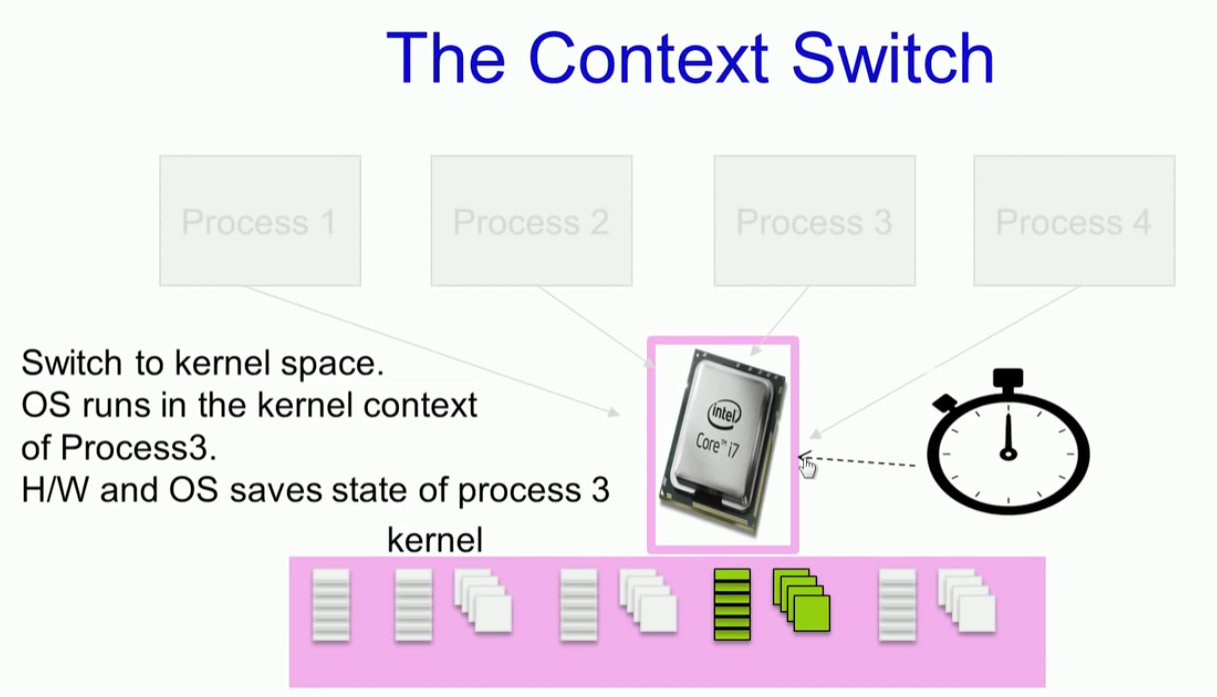 The Context Switch
Process 1
Process 2
Process 3
Process 4
Switch to kernel space.
OS runs in the kernel context
of Process3.
H/W and OS saves state of process 3
intel
Core™ i7
kernel